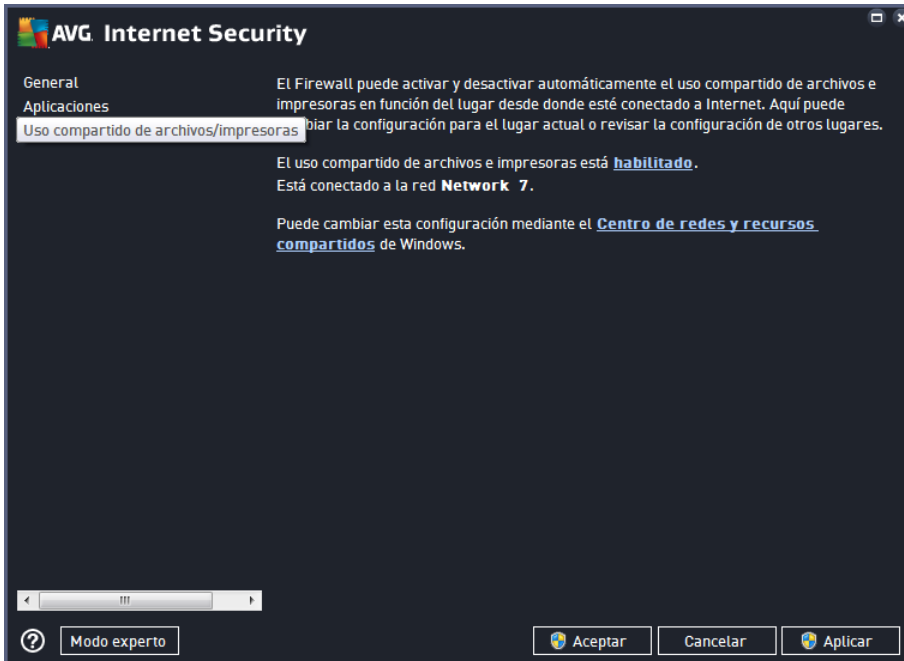 AVG Internet Security
General
Aplicaciones
Uso compartido de archivos/impresoras
El Firewall puede activar y desactivar automáticamente el uso compartido de archivos e
impresoras en función del lugar desde donde esté conectado a Internet. Aquí puede
biar la configuración para el lugar actual o revisar la configuración de otros lugares.
El uso compartido de archivos e impresoras está habilitado.
Está conectado a la red Network 7.
Puede cambiar esta configuración mediante el Centro de redes y recursos
compartidos de Windows.
? Modo experto Aceptar Cancelar Aplicar